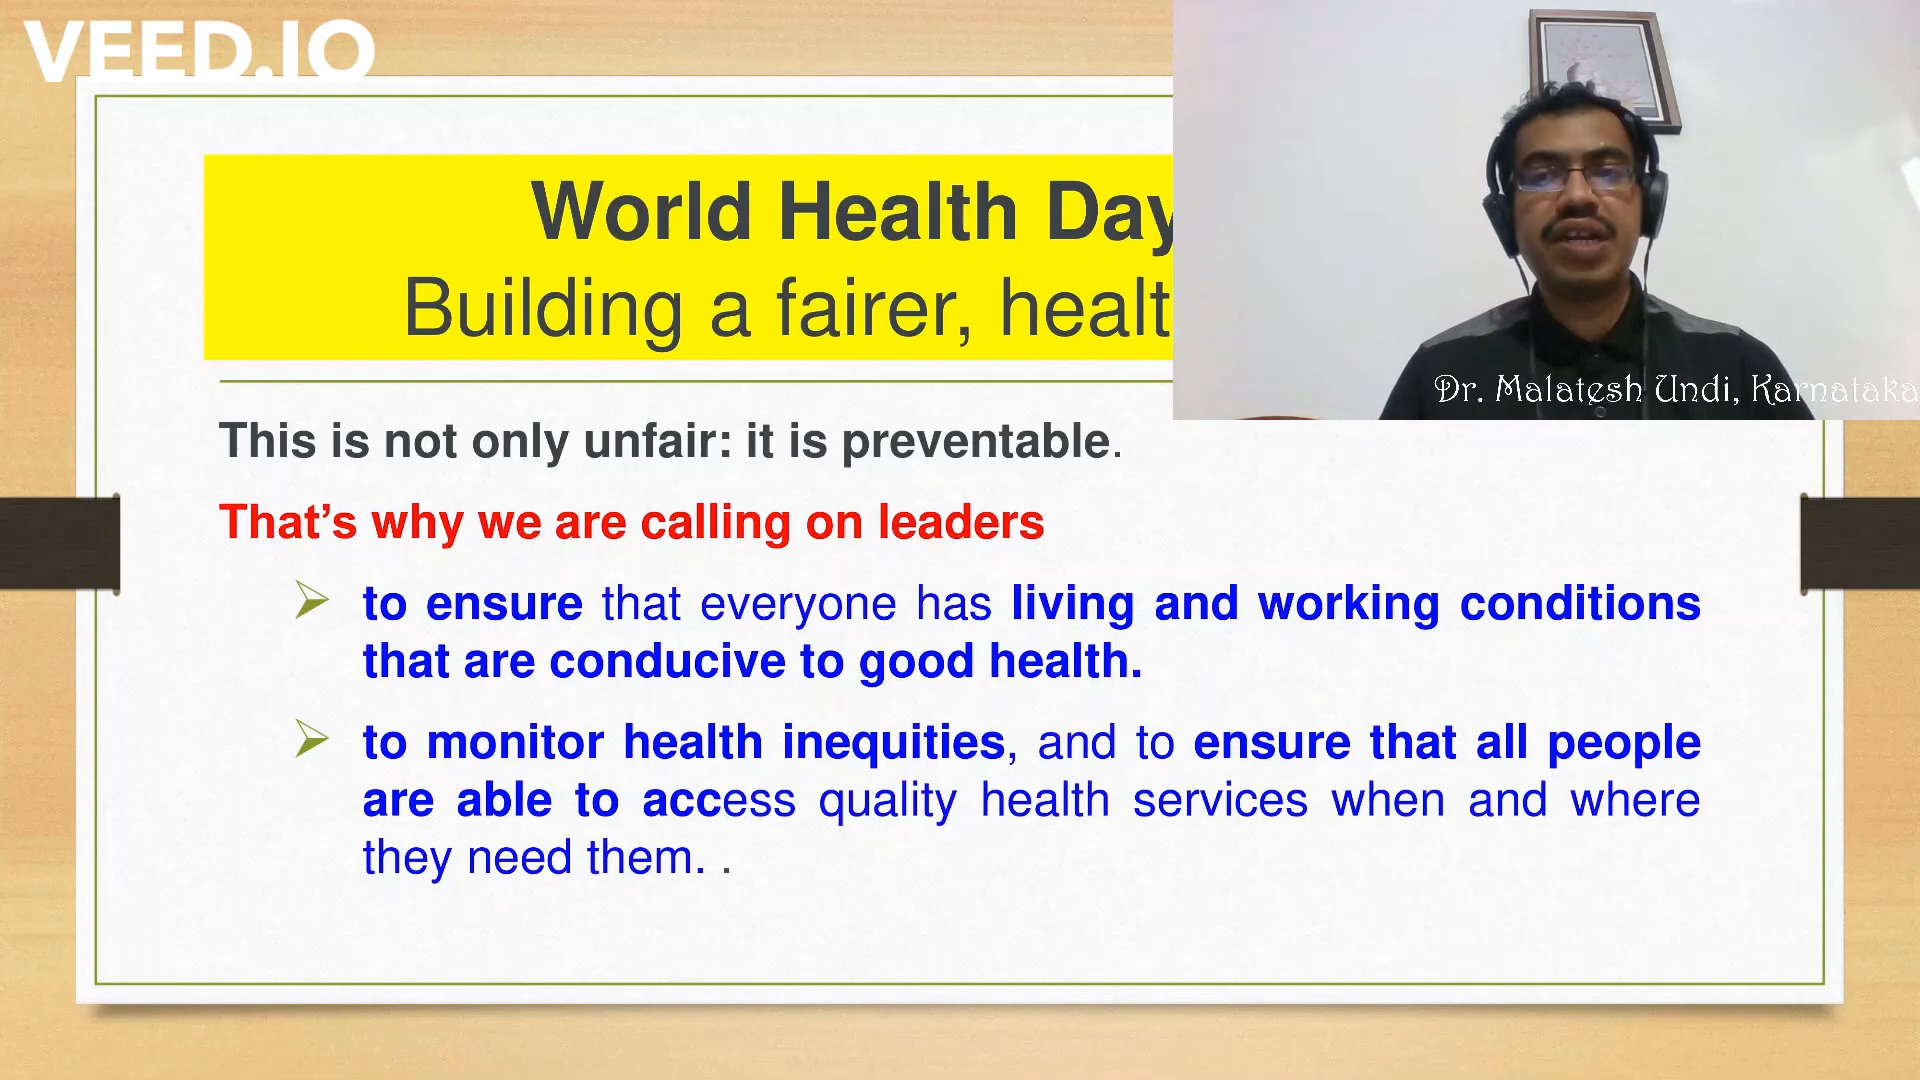 VEED.IO
World Health Day
Building a fairer, healt
Dr. Malatesh Undi, Karnataka
This is not only unfair: it is preventable.
That’s why we are calling on leaders
to ensure that everyone has living and working conditions
that are conducive to good health.
to monitor health inequities, and to ensure that all people
are able to access quality health services when and where
they need them. .